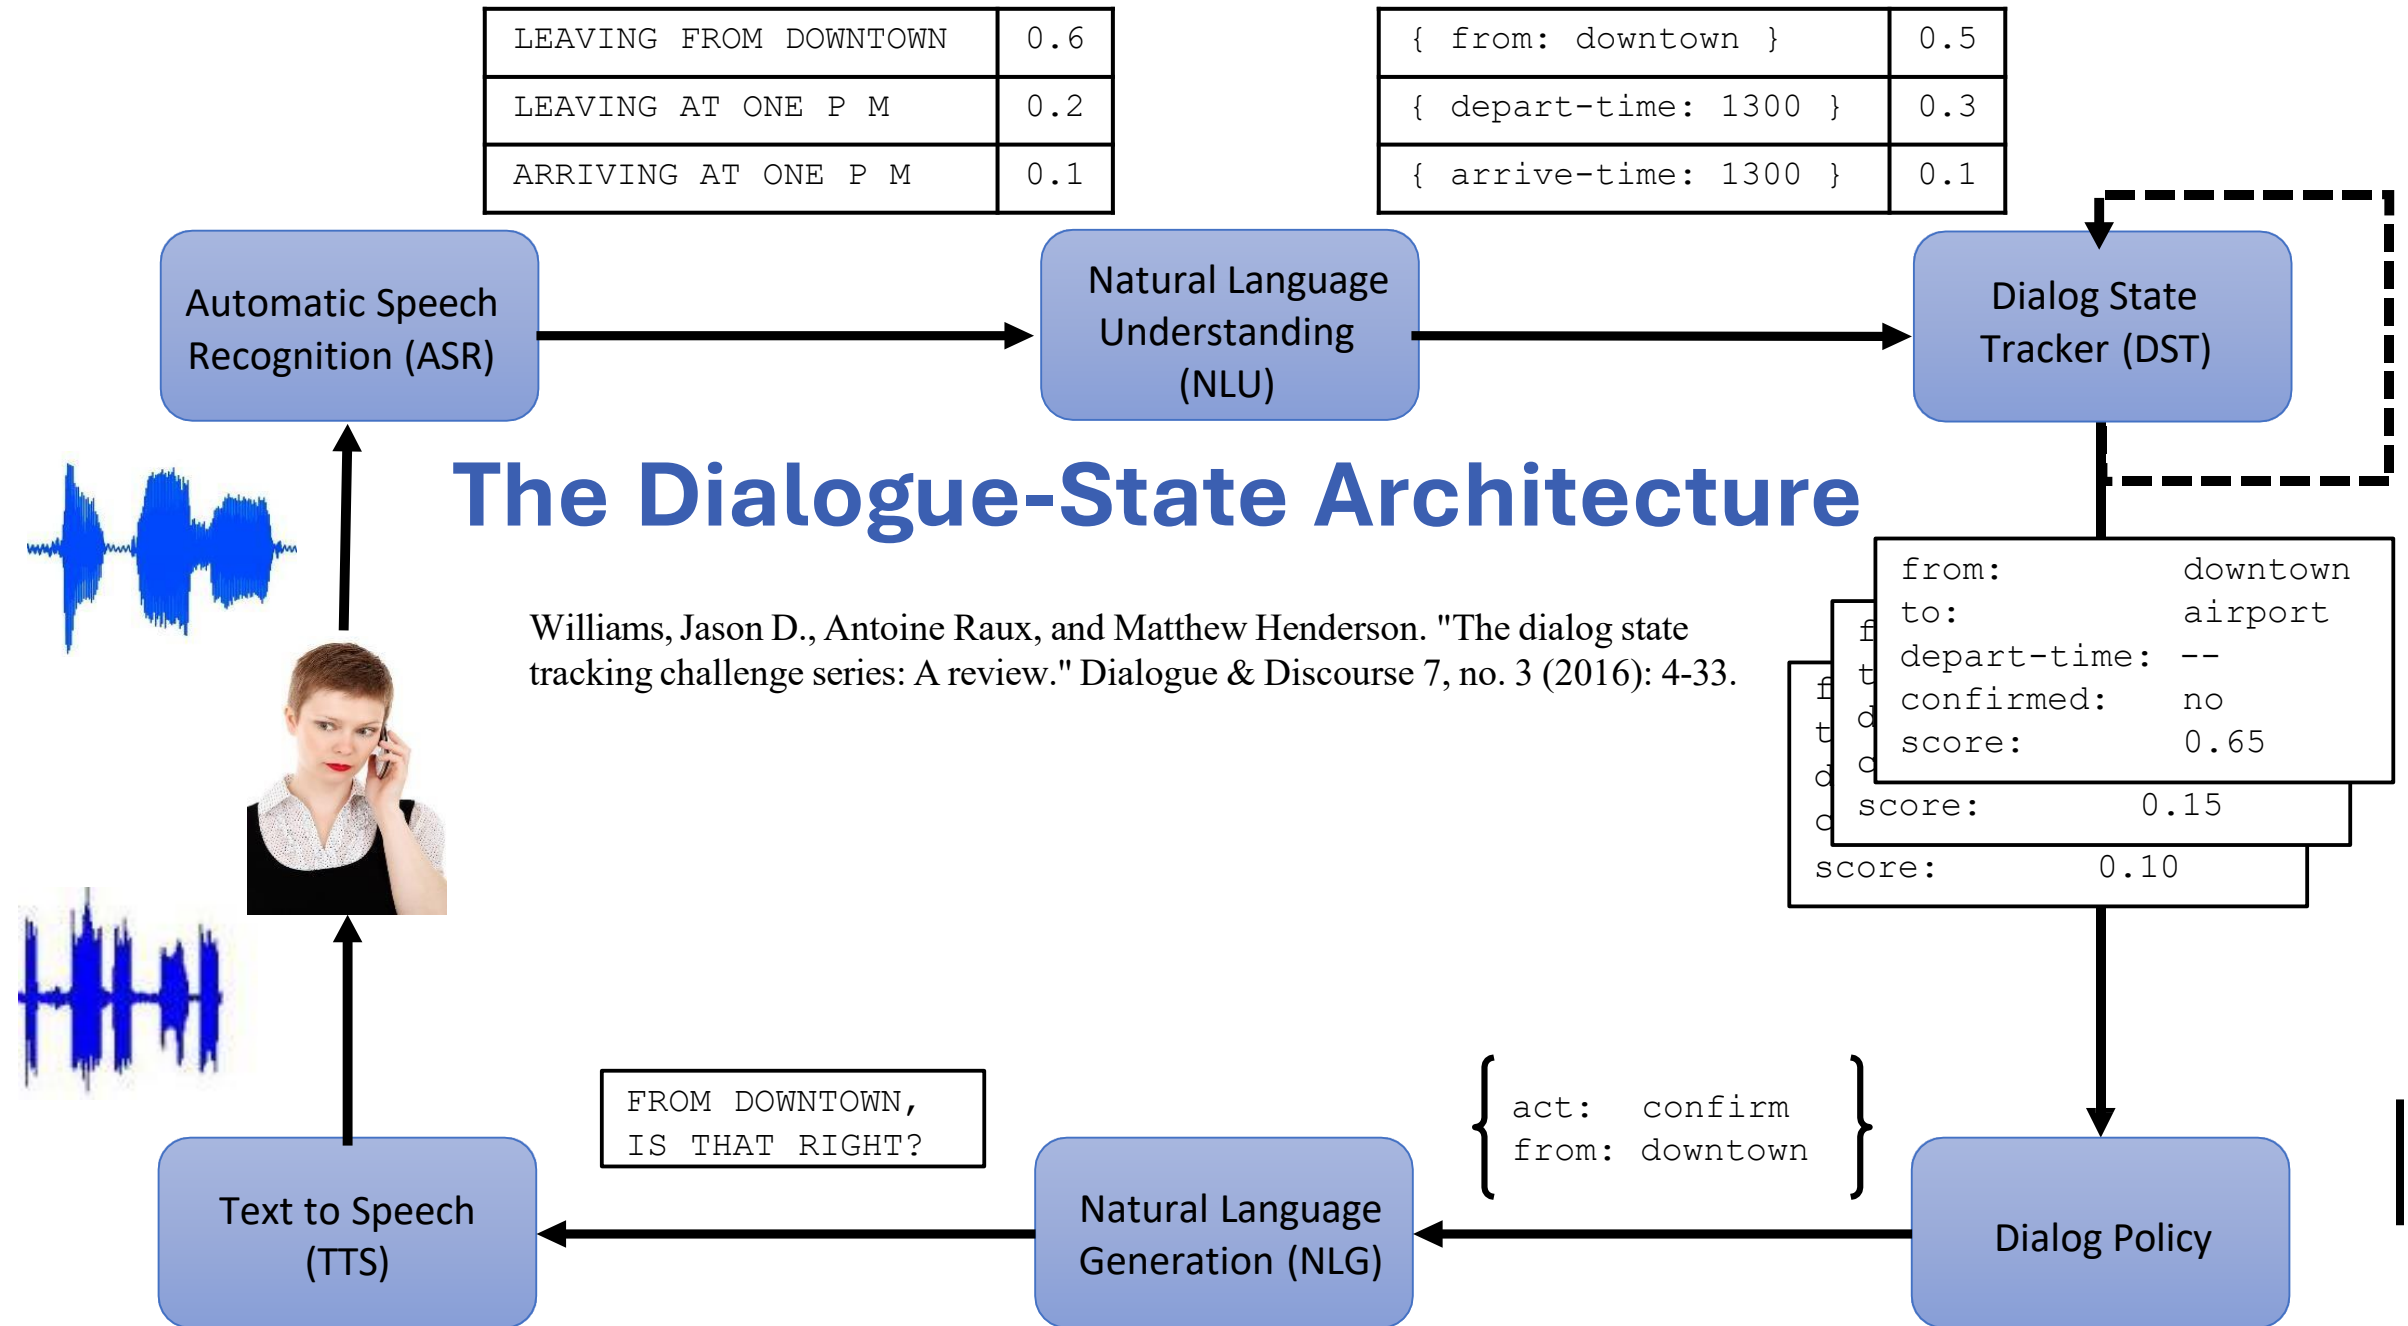 LEAVING FROM DOWNTOWN 0.6
LEAVING AT ONE P M 0.2
ARRIVING AT ONE P M 0.1
{ from: downtown } 0.5
{ depart-time: 1300 } 0.3
{ arrive-time: 1300 } 0.1
Automatic Speech
Recognition (ASR)
Natural Language
Understanding
(NLU)
Dialog State
Tracker (DST)
The Dialogue-State Architecture
Williams, Jason D., Antoine Raux, and Matthew Henderson. "The dialog state
tracking challenge series: A review." Dialogue & Discourse 7, no. 3 (2016): 4-33.
from: downtown
to: airport
depart-time: --
confirmed: no
score: 0.65
score: 0.15
score: 0.10
FROM DOWNTOWN,
IS THAT RIGHT?
act: confirm
from: downtown
Text to Speech
(TTS)
Natural Language
Generation (NLG)
Dialog Policy